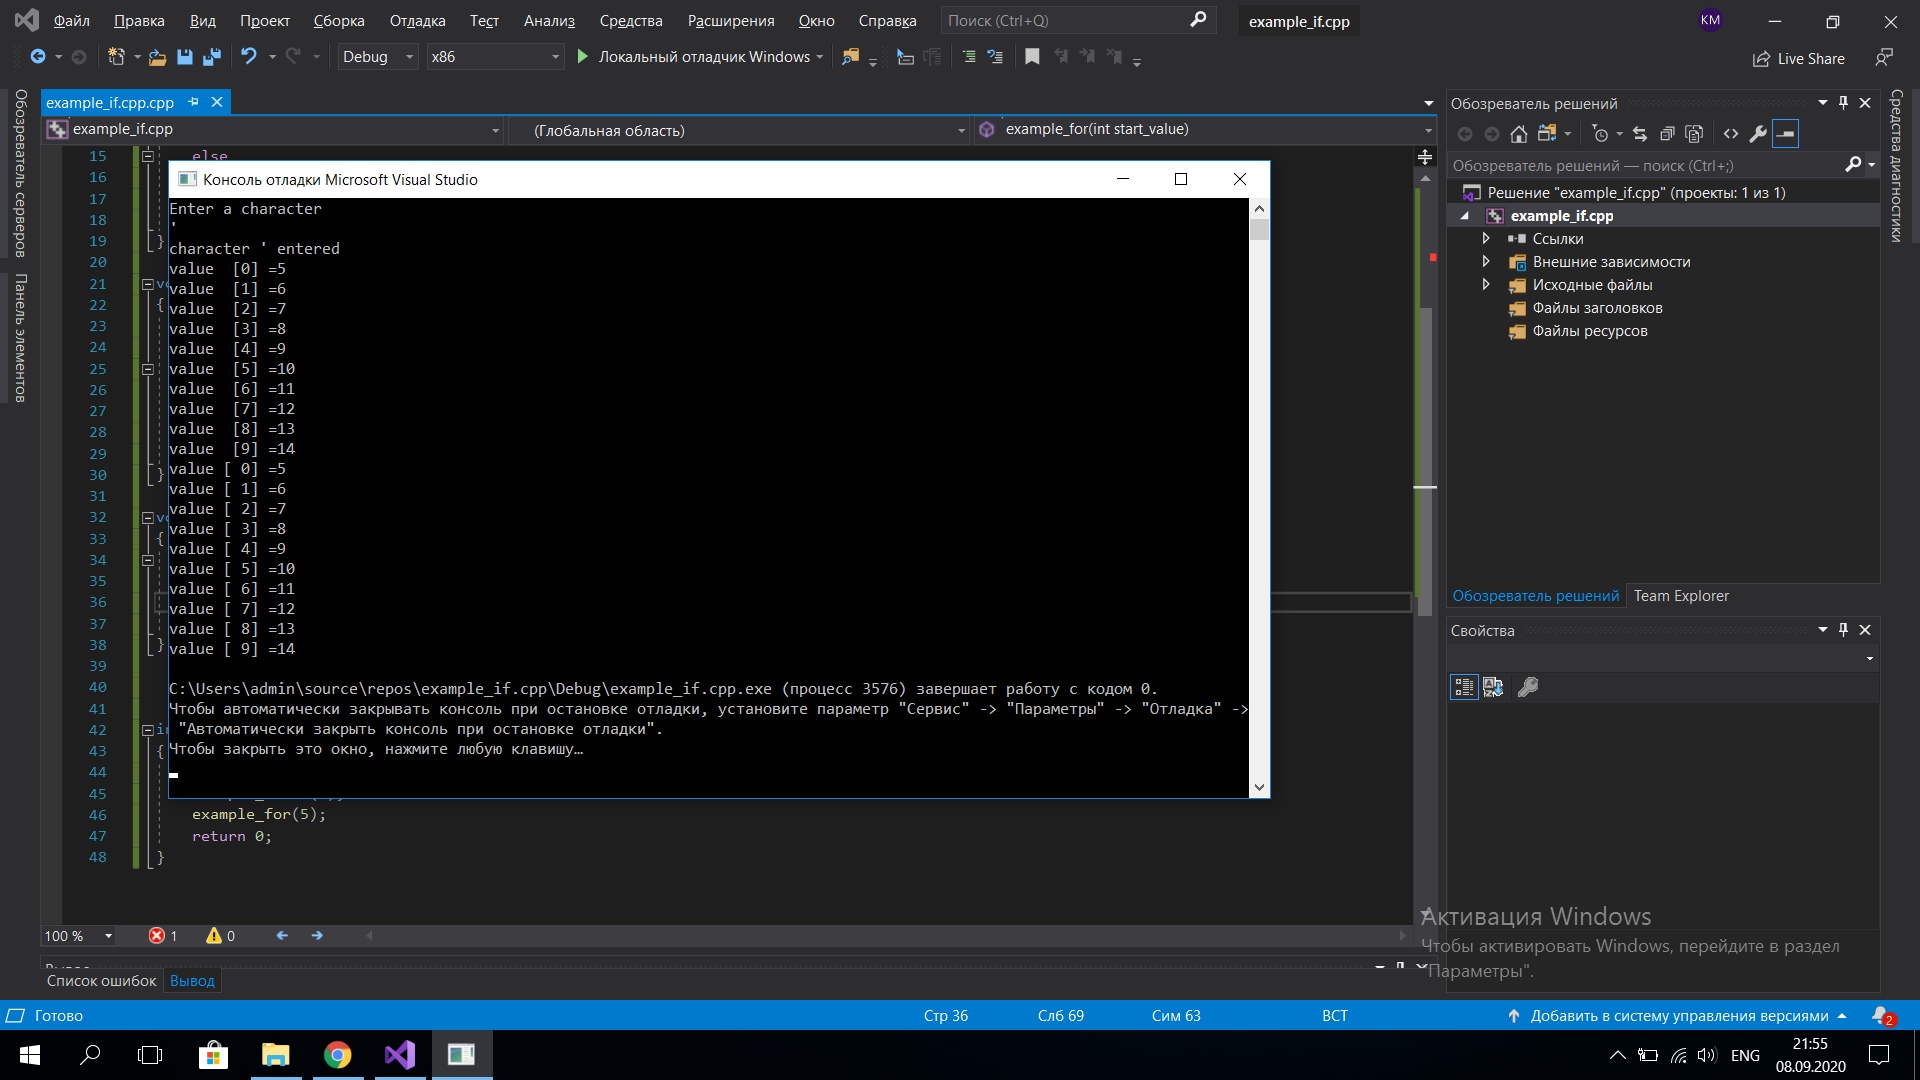 Файл Правка Вид Проект Сборка Отладка Тест Анализ Средства Расширения Окно Справка Поиск (Ctrl+Q) example_if.cpp KM
Debug x86 Локальный отладчик Windows Live Share
example_if.cpp.cpp
example_if.cpp (Глобальная область) example_for(int start_value)
Обозреватель серверов
Панель элементов
15 else
16
17
18
19 }
20
21
22 {
23
24
25
26
27
28
29
30 }
31
32
33 {
34
35
36
37
38 }
39
40
41
42
43 {
44
45
46 example_for(5);
47 return 0;
48 }
Консоль отладки Microsoft Visual Studio
Enter a character
'
character ' entered
value  [0] =5
value  [1] =6
value  [2] =7
value  [3] =8
value  [4] =9
value  [5] =10
value  [6] =11
value  [7] =12
value  [8] =13
value  [9] =14
value [ 0] =5
value [ 1] =6
value [ 2] =7
value [ 3] =8
value [ 4] =9
value [ 5] =10
value [ 6] =11
value [ 7] =12
value [ 8] =13
value [ 9] =14
C:\Users\admin\source\repos\example_if.cpp\Debug\example_if.cpp.exe (процесс 3576) завершает работу с кодом 0.
Чтобы автоматически закрывать консоль при остановке отладки, установите параметр "Сервис" -> "Параметры" -> "Отладка" ->
"Автоматически закрыть консоль при остановке отладки".
Чтобы закрыть это окно, нажмите любую клавишу…
100 % 1 0
Список ошибок Вывод
Обозреватель решений
Обозреватель решений — поиск (Ctrl+;)
Решение "example_if.cpp" (проекты: 1 из 1)
example_if.cpp
Ссылки
Внешние зависимости
Исходные файлы
Файлы заголовков
Файлы ресурсов
Обозреватель решений Team Explorer
Свойства
Средства диагностики
Активация Windows
Чтобы активировать Windows, перейдите в раздел
"Параметры".
Готово Стр 36 Слб 69 Сим 63 ВСТ Добавить в систему управления версиями 2
ENG 21:55
08.09.2020